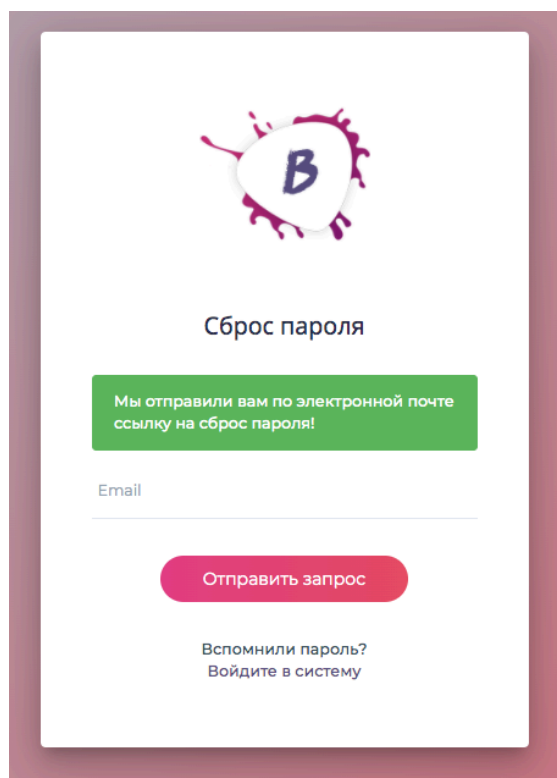 B
Сброс пароля
Мы отправили вам по электронной почте
ссылку на сброс пароля!
Email
Отправить запрос
Вспомнили пароль?
Войдите в систему